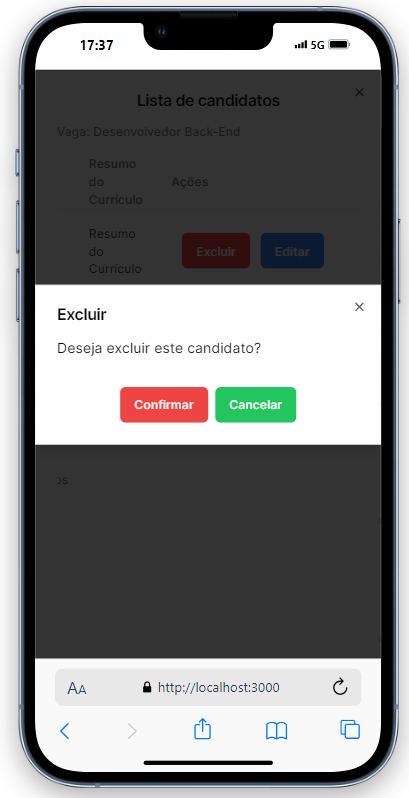 17:37
5G
Lista de candidatos
Vaga: Desenvolvedor Back-End
Resumo
do
Currículo
Ações
Resumo
do
Currículo
Excluir
Editar
Excluir
Deseja excluir este candidato?
Confirmar
Cancelar
os
AA
http://localhost:3000